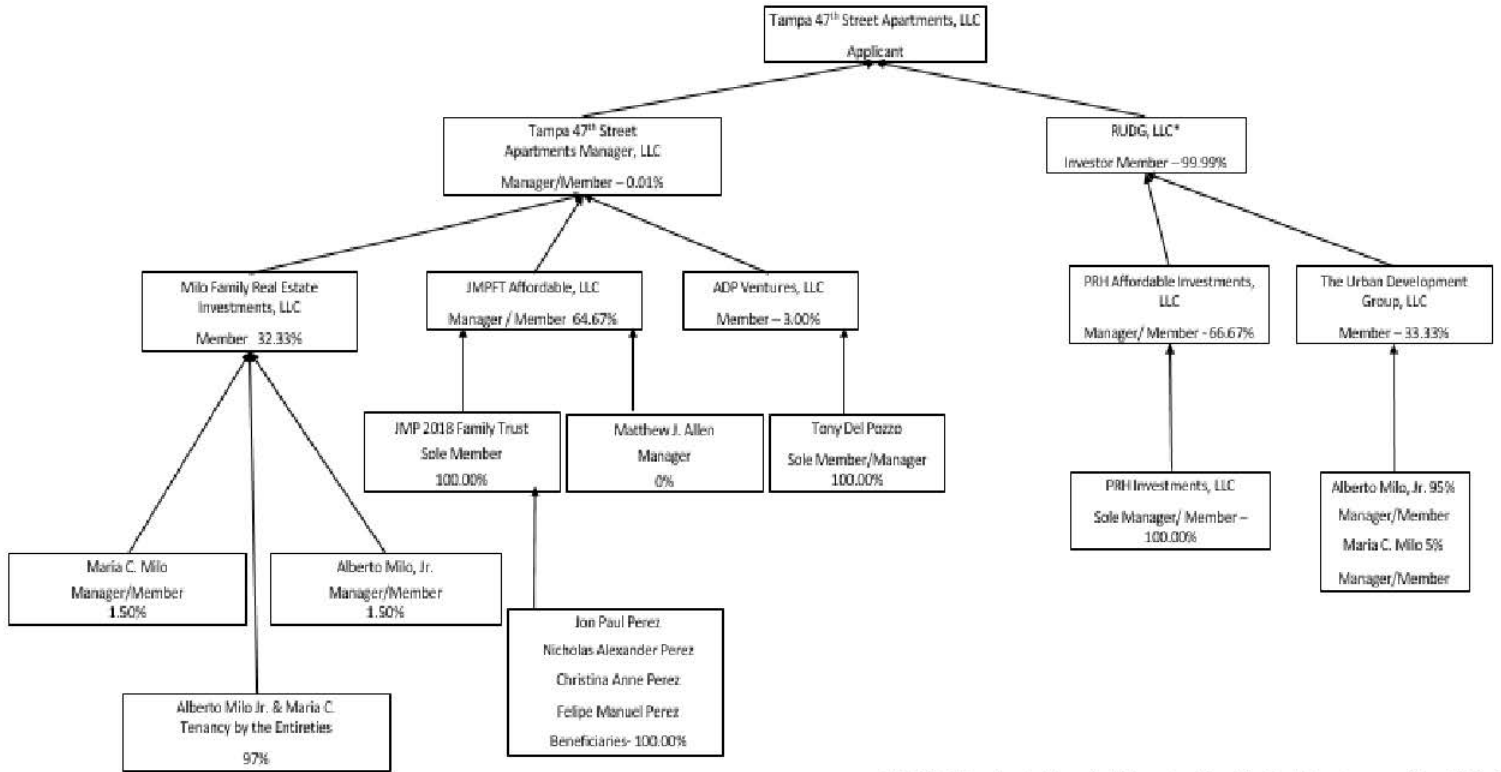 Tampa 47th Street Apartments, LLC
Applicant
Tampa 47th Street
Apartments Manager, LLC
Manager/Member – 0.01%
RUDG, LLC*
Investor Member – 99.99%
Milo Family Real Estate
Investments, LLC
Member 32.33%
JMPFT Affordable, LLC
Manager / Member 64.67%
ADP Ventures, LLC
Member – 3.00%
PRH Affordable Investments,
LLC
Manager/ Member - 66.67%
The Urban Development
Group, LLC
Member – 33.33%
JMP 2018 Family Trust
Sole Member
100.00%
Matthew J. Allen
Manager
0%
Tony Del Pozzo
Sole Member/Manager
100.00%
PRH Investments, LLC
Sole Manager/ Member –
100.00%
Alberto Milo, Jr. 95%
Manager/Member
Maria C. Milo 5%
Manager/Member
Maria C. Milo
Manager/Member
1.50%
Alberto Milo, Jr.
Manager/Member
1.50%
Jon Paul Perez
Nicholas Alexander Perez
Christina Anne Perez
Felipe Manuel Perez
Beneficiaries- 100.00%
Alberto Milo Jr. & Maria C.
Tenancy by the Entireties
97%